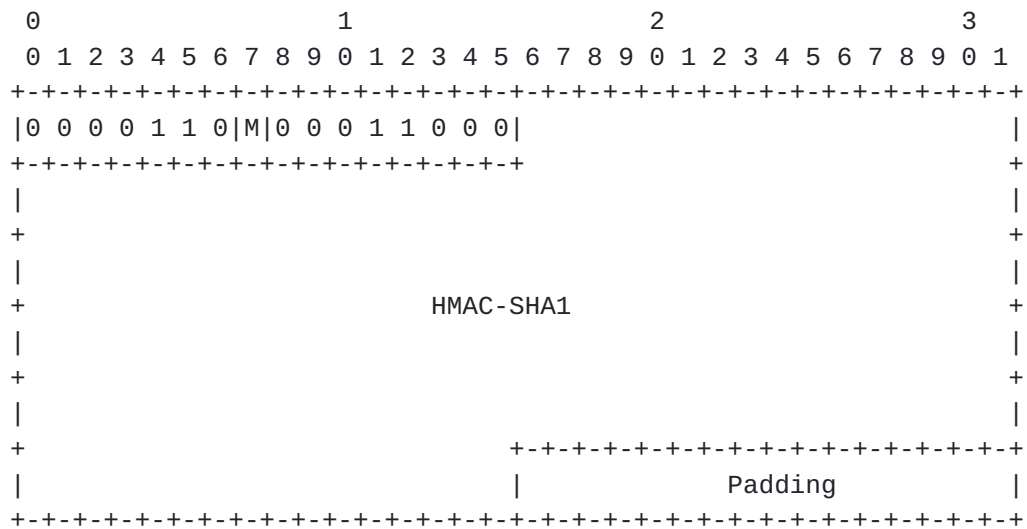 0                   1                   2                   3
 0 1 2 3 4 5 6 7 8 9 0 1 2 3 4 5 6 7 8 9 0 1 2 3 4 5 6 7 8 9 0 1
+-+-+-+-+-+-+-+-+-+-+-+-+-+-+-+-+-+-+-+-+-+-+-+-+-+-+-+-+-+-+-+-+
|0 0 0 0 1 1 0|M|0 0 0 1 1 0 0 0|                               |
+-+-+-+-+-+-+-+-+-+-+-+-+-+-+-+-+                               +
|                                                               |
+                                                               +
|                                                               |
+                          HMAC-SHA1                            +
|                                                               |
+                                                               +
|                                                               |
+                               +-+-+-+-+-+-+-+-+-+-+-+-+-+-+-+-+
|                               |             Padding           |
+-+-+-+-+-+-+-+-+-+-+-+-+-+-+-+-+-+-+-+-+-+-+-+-+-+-+-+-+-+-+-+-+